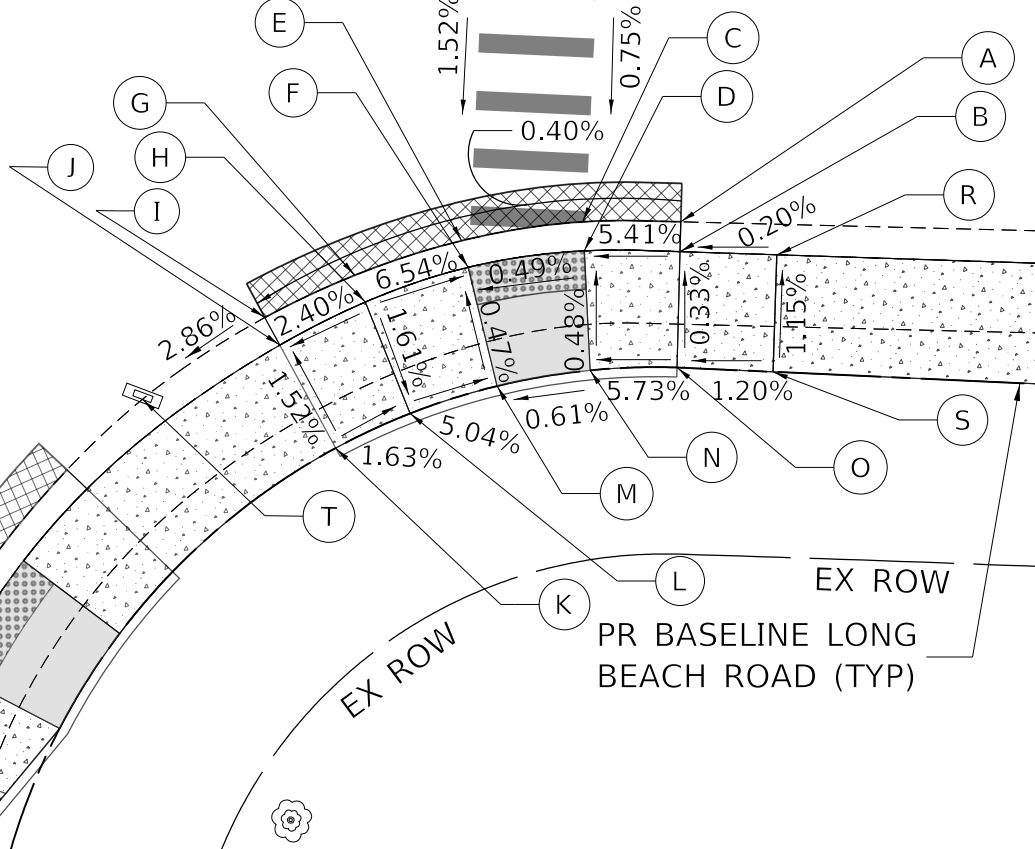 E
1.52%
0.75%
C
A
G
F
D
B
0.40%
J
H
I
R
5.41%
0.20%
6.54%
0.49%
2.40%
2.86%
1.61%
0.47%
0.48%
0.33%
1.15%
1.52%
5.73%
1.20%
0.61%
5.04%
1.63%
S
N
O
M
T
L
K
EX ROW
EX ROW
PR BASELINE LONG
BEACH ROAD (TYP)